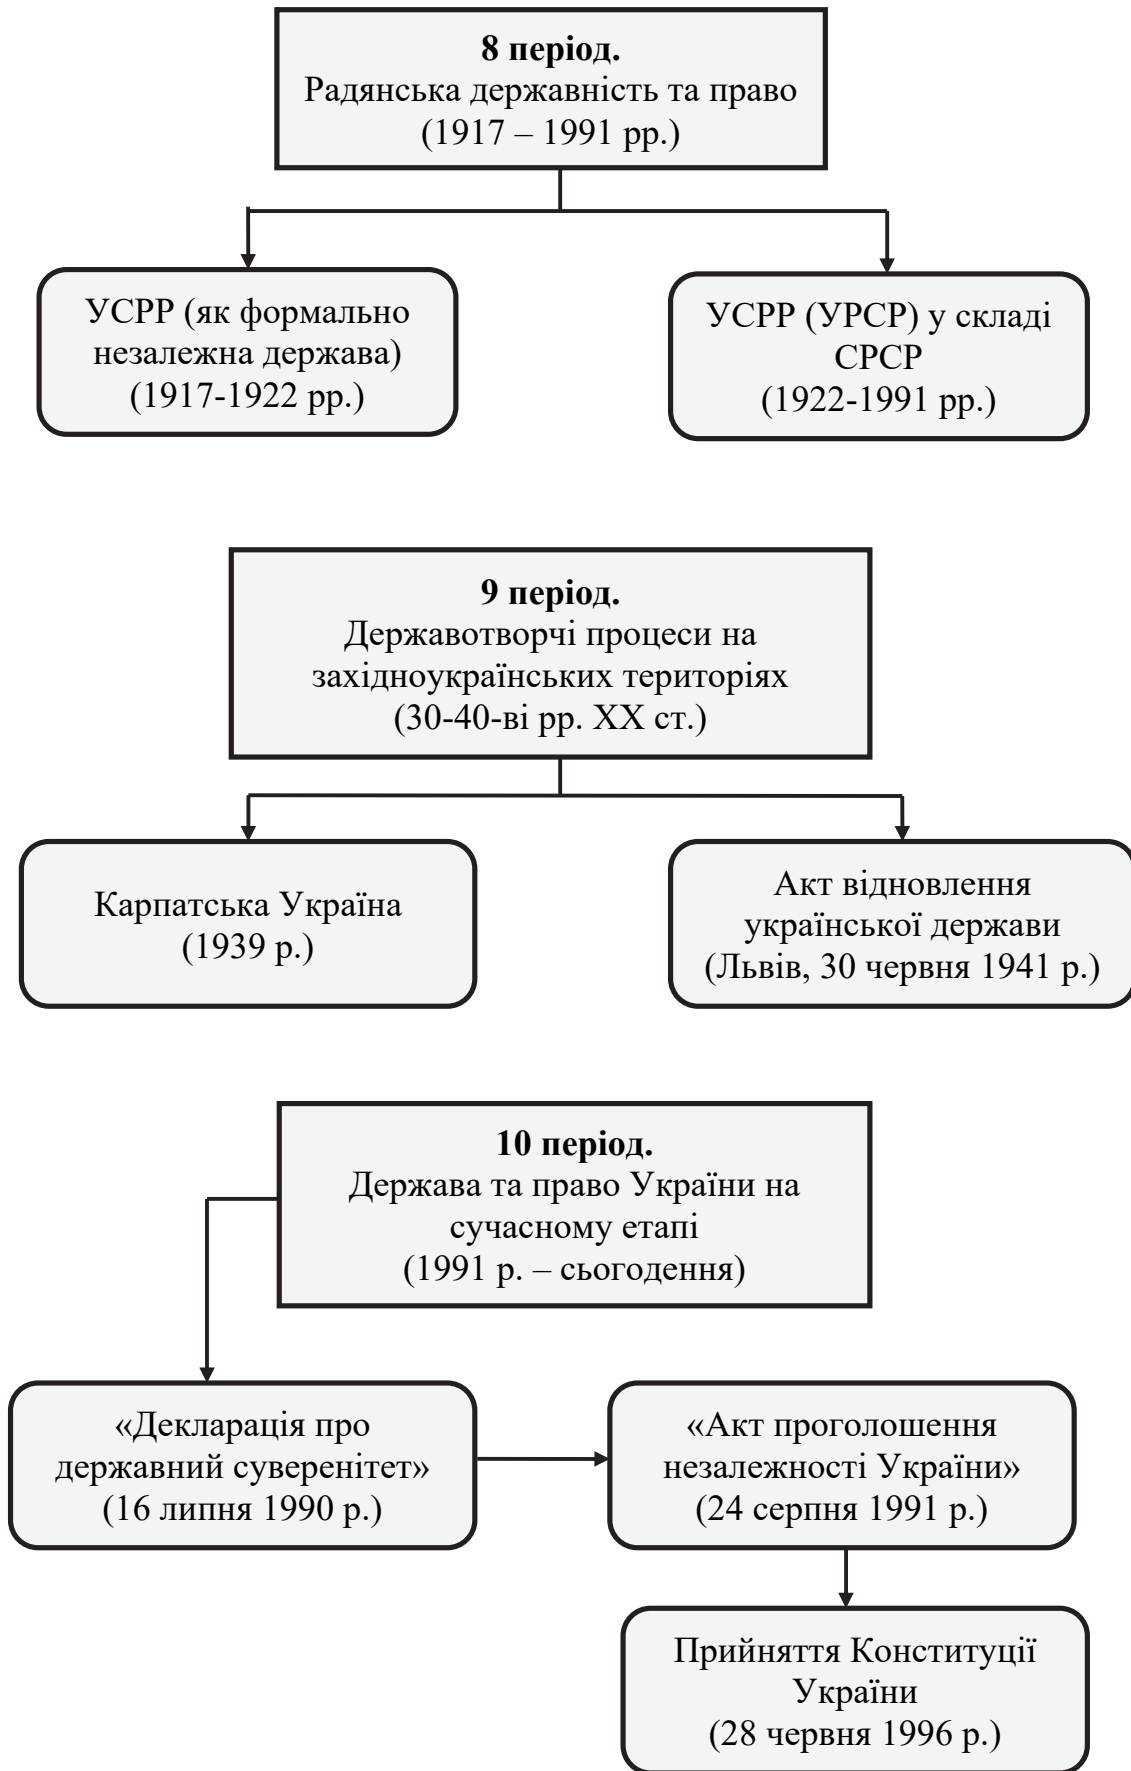 8 період.
Радянська державність та право
(1917 – 1991 рр.)
УСРР (як формально
незалежна держава)
(1917-1922 рр.)
УСРР (УРСР) у складі
СРСР
(1922-1991 рр.)
9 період.
Державотворчі процеси на
західноукраїнських територіях
(30-40-ві рр. ХХ ст.)
Карпатська Україна
(1939 р.)
Акт відновлення
української держави
(Львів, 30 червня 1941 р.)
10 період.
Держава та право України на
сучасному етапі
(1991 р. – сьогодення)
«Декларація про
державний суверенітет»
(16 липня 1990 р.)
«Акт проголошення
незалежності України»
(24 серпня 1991 р.)
Прийняття Конституції
України
(28 червня 1996 р.)